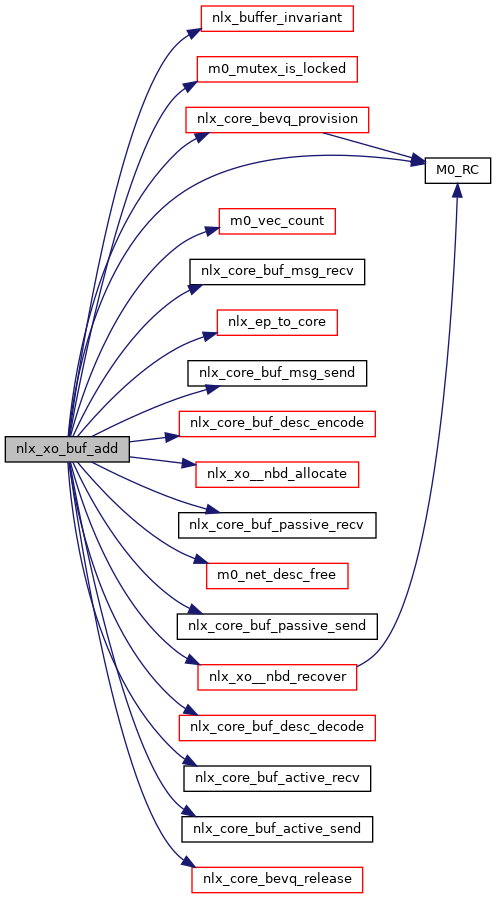 nlx_buffer_invariant
m0_mutex_is_locked
nlx_core_bevq_provision
M0_RC
m0_vec_count
nlx_core_buf_msg_recv
nlx_ep_to_core
nlx_core_buf_msg_send
nlx_core_buf_desc_encode
nlx_xo_buf_add
nlx_xo__nbd_allocate
nlx_core_buf_passive_recv
m0_net_desc_free
nlx_core_buf_passive_send
nlx_xo__nbd_recover
nlx_core_buf_desc_decode
nlx_core_buf_active_recv
nlx_core_buf_active_send
nlx_core_bevq_release